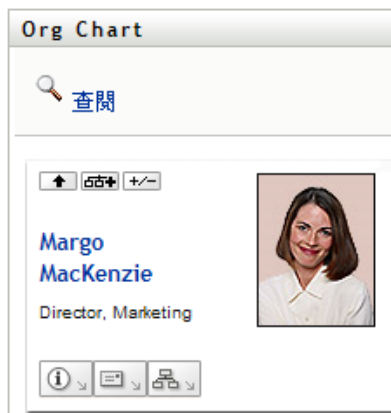 Org Chart
查閱
+/-
Margo
MacKenzie
Director, Marketing